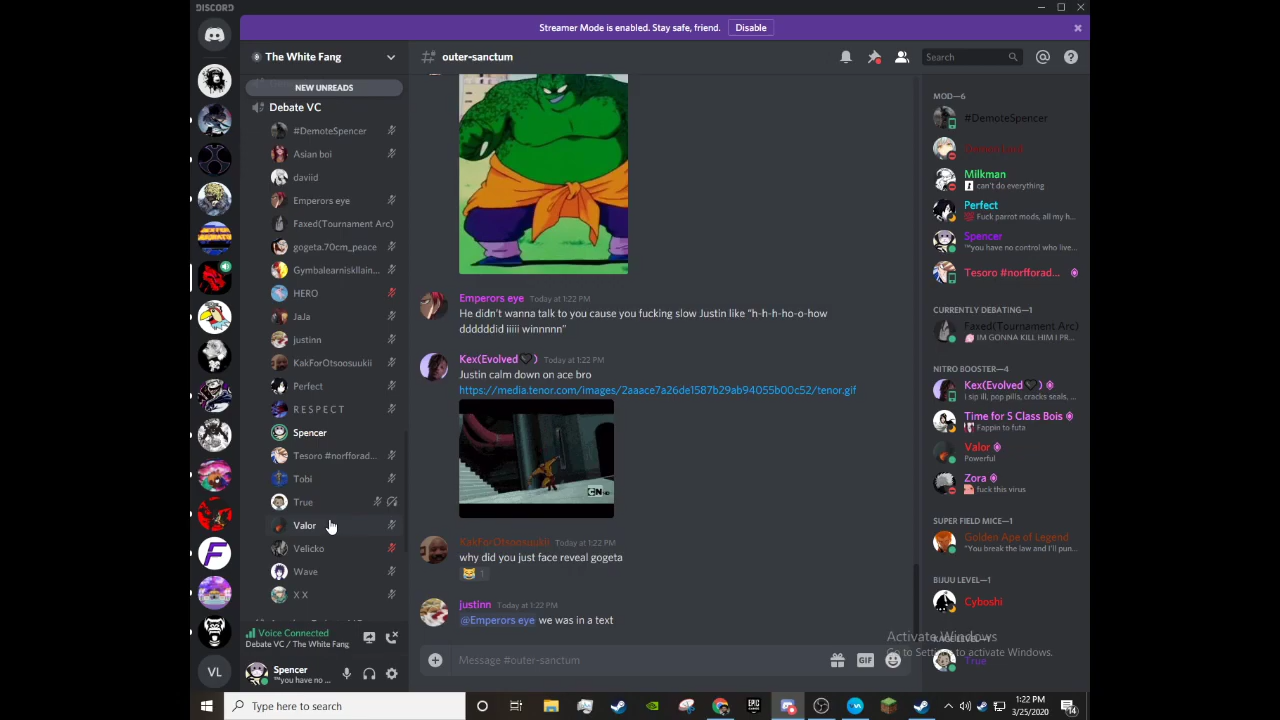 DISCORD
Streamer Mode is enabled. Stay safe, friend.
Disable
The White Fang
NEW UNREADS
Debate VC
#DemoteSpencer
Asian boi
daviid
Emperors eye
Faxed(Tournament Arc)
gogeta.70cm_peace
Gymbalearniskllain...
HERO
JaJa
justinn
KakForOtsoosuukii
Perfect
R E S P E C T
Spencer
Tesoro #norfforad...
Tobi
True
Valor
Velicko
Wave
X X
Voice Connected
Debate VC / The White Fang
Spencer
™you have no ...
outer-sanctum
Search
Emperors eye Today at 1:22 PM
He didn't wanna talk to you cause you fucking slow Justin like “h-h-h-ho-o-how
ddddddid iiiii winnnnn”
Kex(Evolved🖤) Today at 1:22 PM
Justin calm down on ace bro
https://media.tenor.com/images/2aaace7a26de1587b29ab94055b00c52/tenor.gif
CN
KakForOtsoosuukii Today at 1:22 PM
why did you just face reveal gogeta
1
justinn Today at 1:22 PM
@Emperors eye we was in a text
Message #outer-sanctum
GIF
MOD—6
#DemoteSpencer
Milkman
can't do everything
Perfect
Fuck parrot mods, all my h...
Spencer
™you have no control who live...
Tesoro #norfforad...
CURRENTLY DEBATING—1
Faxed(Tournament Arc)
IM GONNA KILL HIM I PR...
NITRO BOOSTER—4
Kex(Evolved🖤)
i sip ill, pop pills, cracks seals, ...
Time for S Class Bois
Fappin to futa
Valor
Powerful
Zora
fuck this virus
SUPER FIELD MICE—1
Golden Ape of Legend
"You break the law and I'll pun...
BIJUU LEVEL—1
Cyboshi
True
Activate Windows
Go to Settings to activate Windows.
Type here to search
EPIC GAMES
1:22 PM
3/25/2020
14